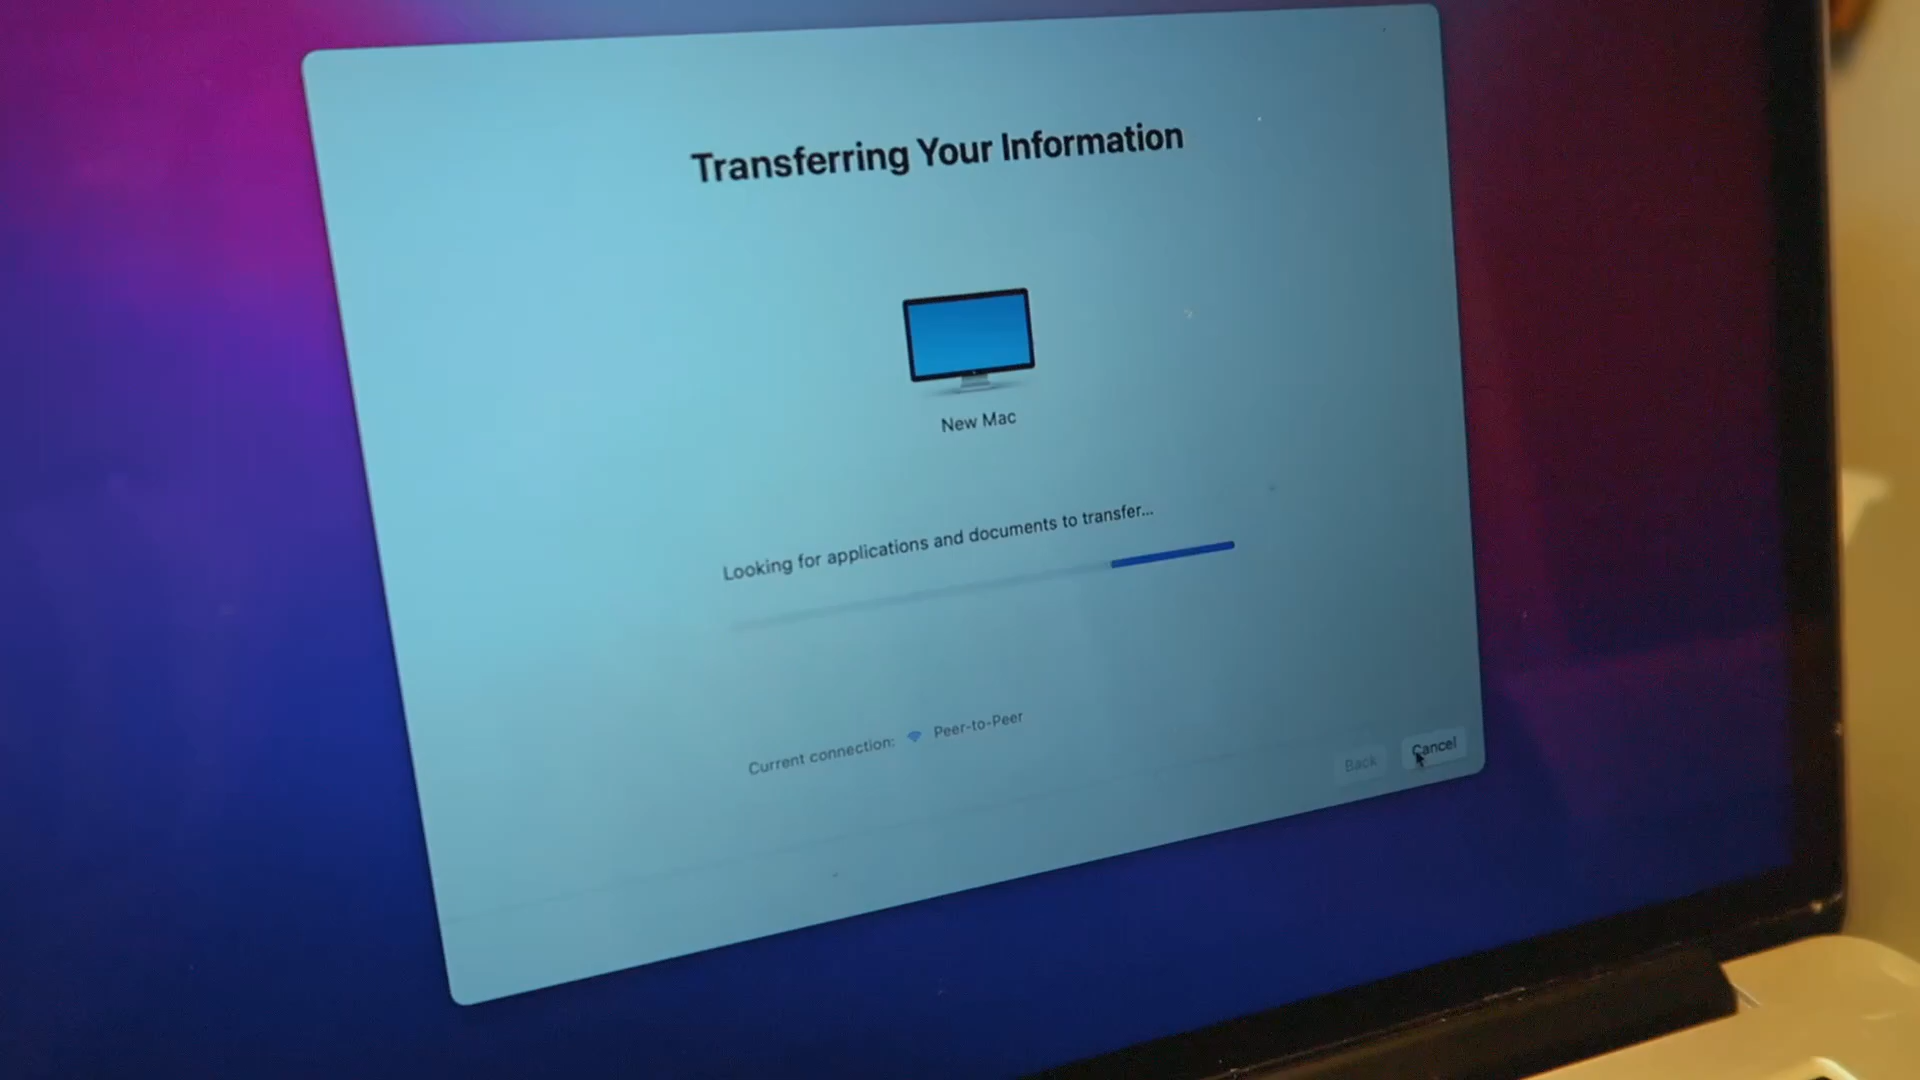 Transferring Your Information
New Mac
Looking for applications and documents to transfer...
Current connection: Peer-to-Peer
Back
Cancel